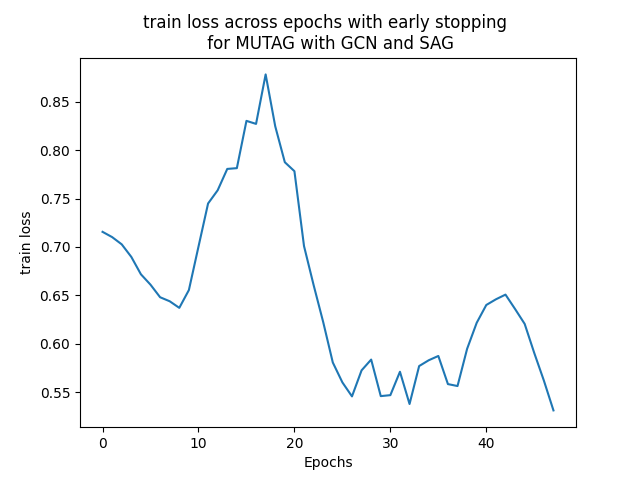 train loss across epochs with early stopping
for MUTAG with GCN and SAG
0.85
0.80
0.75
0.70
0.65
0.60
0.55
train loss
0 10 20 30 40
Epochs